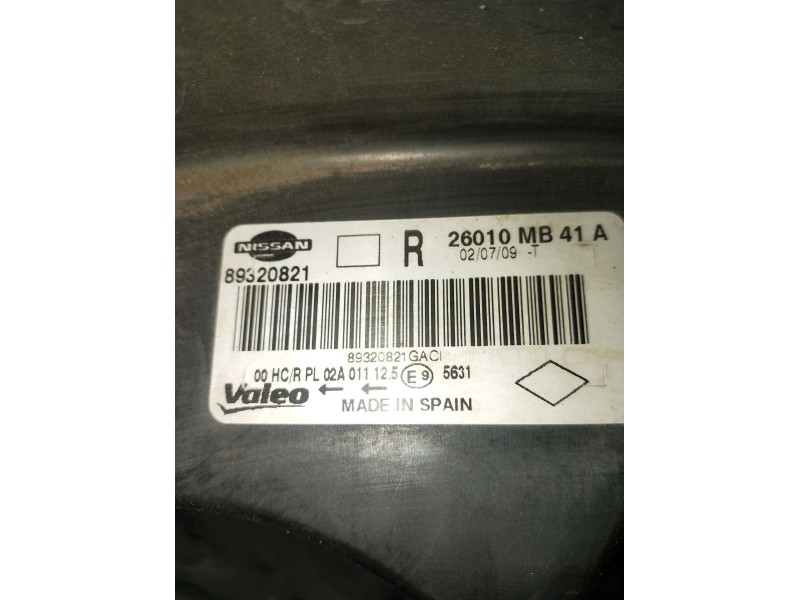 NISSAN R 26010 MB 41 A
89320821 02/07/09 -T
89320821GACI
00 HC/R PL 02A 011 12.5 E9 5631
Valeo ← ← MADE IN SPAIN